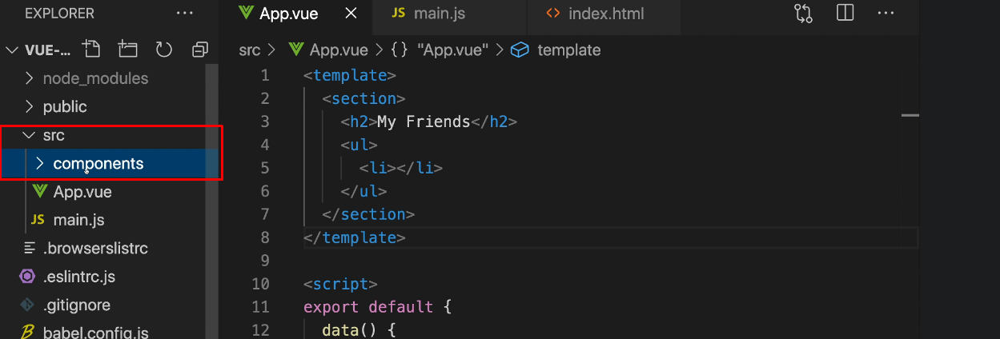 EXPLORER ...
VUE-...
node_modules
public
src
components
App.vue
JS main.js
.browserslistrc
.eslintrc.js
.gitignore
babel.config.js
App.vue JS main.js <> index.html ...
src > App.vue > {} "App.vue" > template
1 <template>
2 <section>
3 <h2>My Friends</h2>
4 <ul>
5 <li></li>
6 </ul>
7 </section>
8 </template>
9
10 <script>
11 export default {
12 data() {